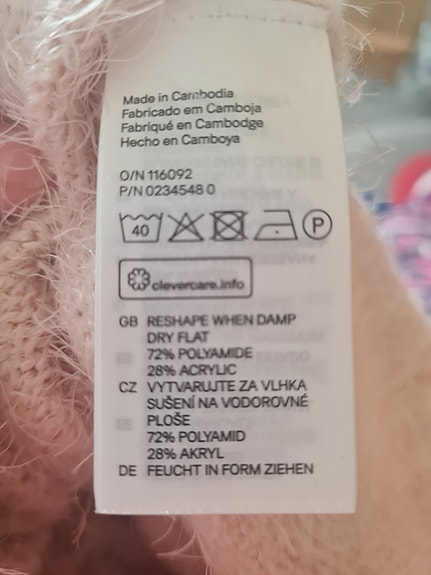 Made in Cambodia
Fabricado em Camboja
Fabriqué en Cambodge
Hecho en Camboya
O/N 116092
P/N 0234548 0
40 P
clevercare.info
GB RESHAPE WHEN DAMP
DRY FLAT
72% POLYAMIDE
28% ACRYLIC
CZ VYTVARUJTE ZA VLHKA
SUŠENÍ NA VODOROVNÉ
PLOŠE
72% POLYAMID
28% AKRYL
DE FEUCHT IN FORM ZIEHEN